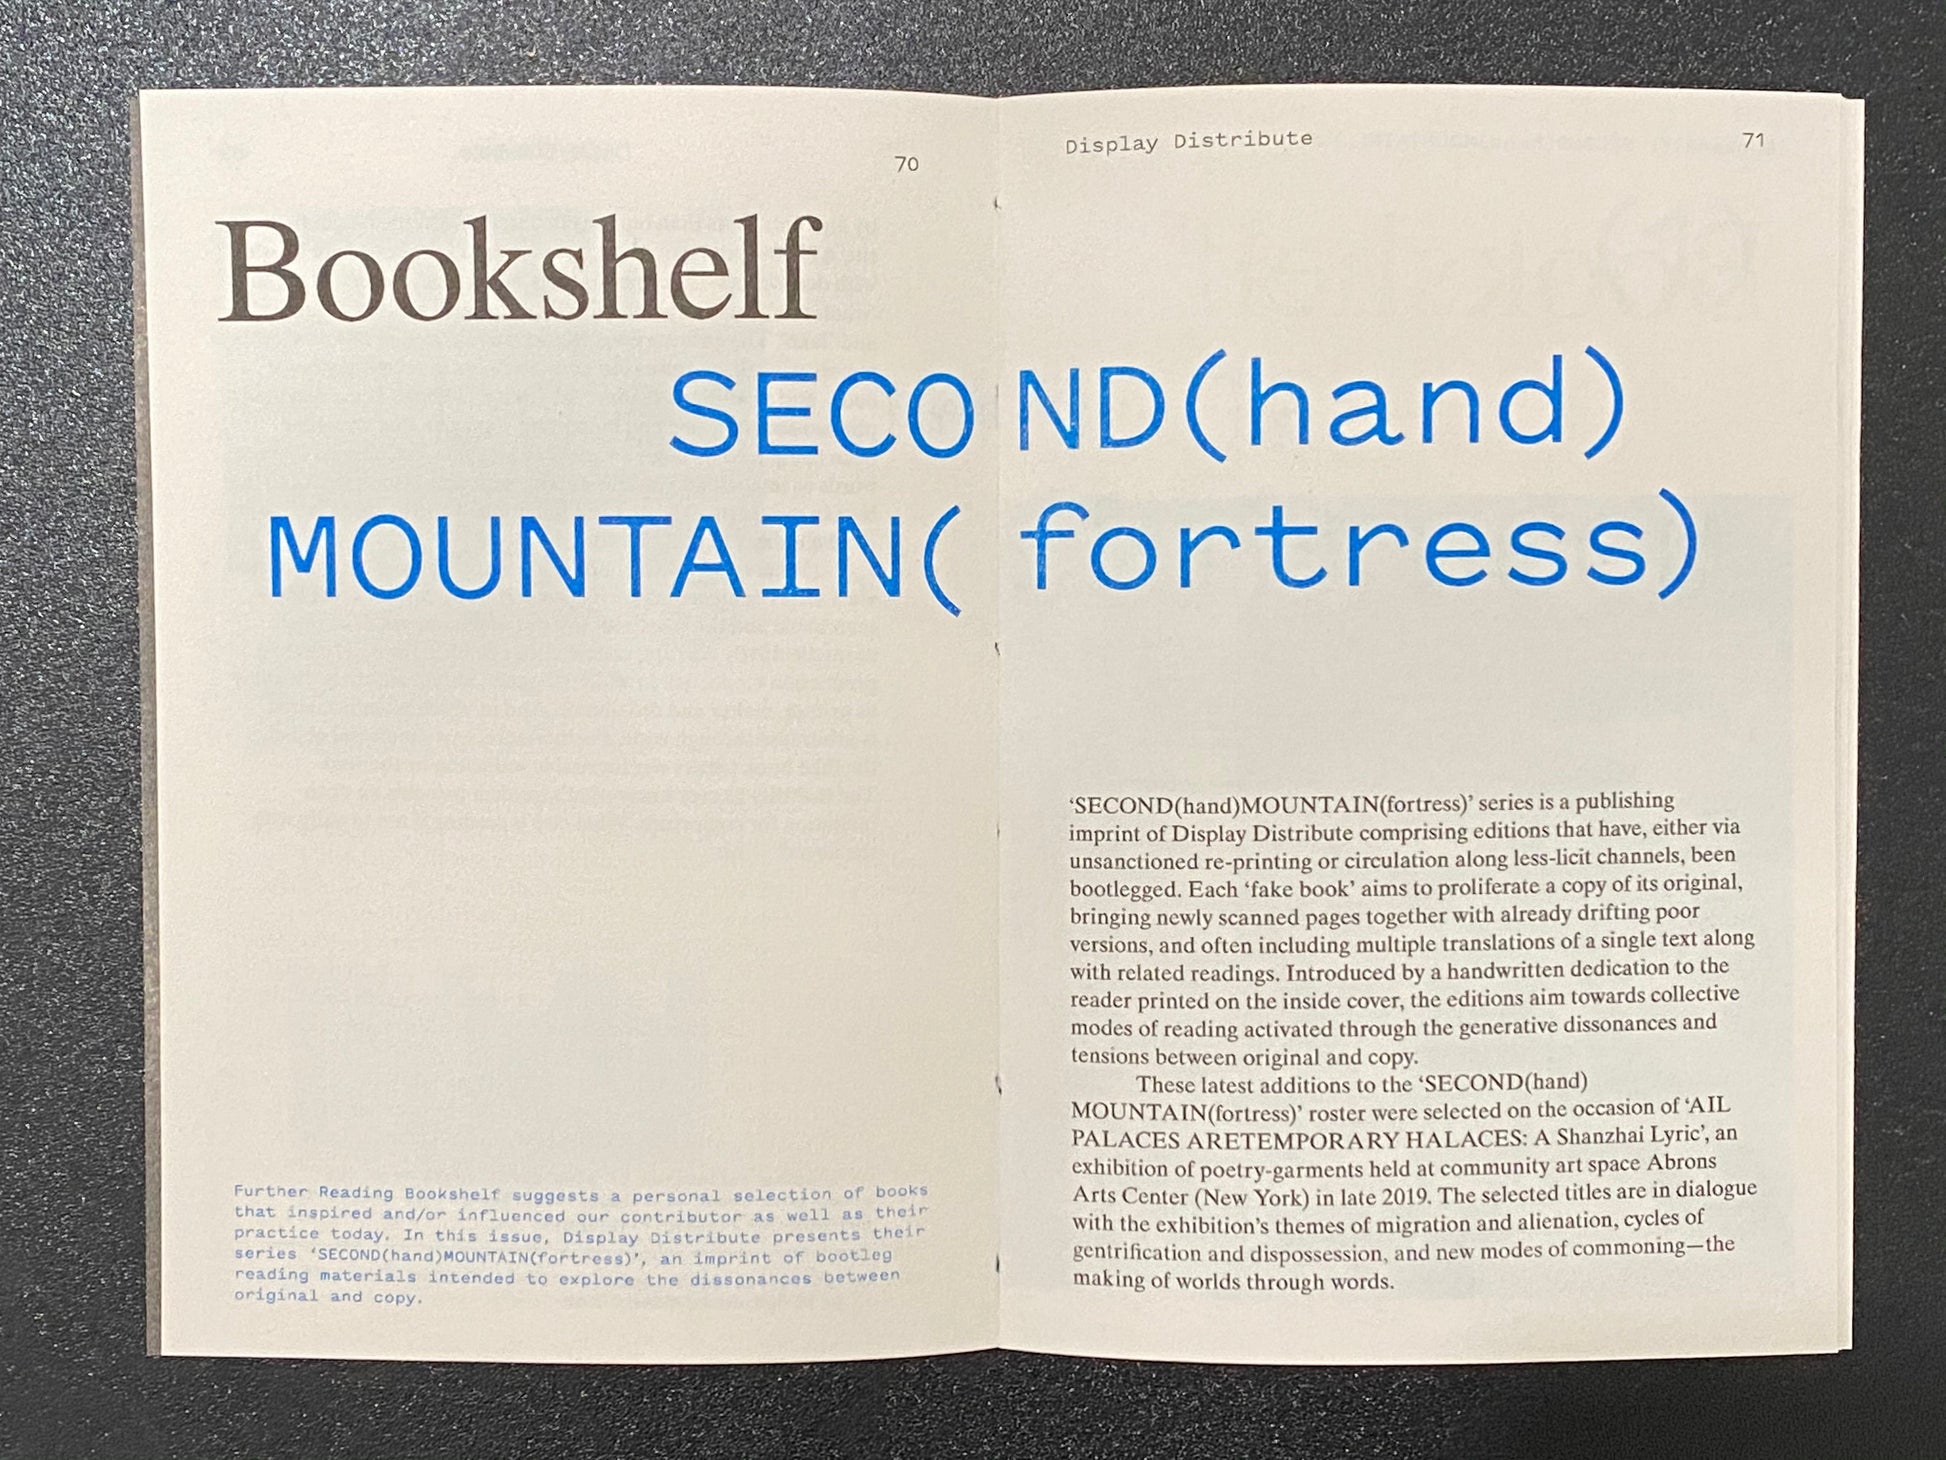 70
Bookshelf
Display Distribute
71
SECOND(hand)
MOUNTAIN(fortress)
Further Reading Bookshelf suggests a personal selection of books
that inspired and/or influenced our contributor as well as their
practice today. In this issue, Display Distribute presents their
series ‘SECOND(hand)MOUNTAIN(fortress)’, an imprint of bootleg
reading materials intended to explore the dissonances between
original and copy.
‘SECOND(hand)MOUNTAIN(fortress)’ series is a publishing
imprint of Display Distribute comprising editions that have, either via
unsanctioned re-printing or circulation along less-licit channels, been
bootlegged. Each ‘fake book’ aims to proliferate a copy of its original,
bringing newly scanned pages together with already drifting poor
versions, and often including multiple translations of a single text along
with related readings. Introduced by a handwritten dedication to the
reader printed on the inside cover, the editions aim towards collective
modes of reading activated through the generative dissonances and
tensions between original and copy.
These latest additions to the ‘SECOND(hand)
MOUNTAIN(fortress)’ roster were selected on the occasion of ‘AIL
PALACES ARETEMPORARY HALACES: A Shanzhai Lyric’, an
exhibition of poetry-garments held at community art space Abrons
Arts Center (New York) in late 2019. The selected titles are in dialogue
with the exhibition’s themes of migration and alienation, cycles of
gentrification and dispossession, and new modes of commoning—the
making of worlds through words.